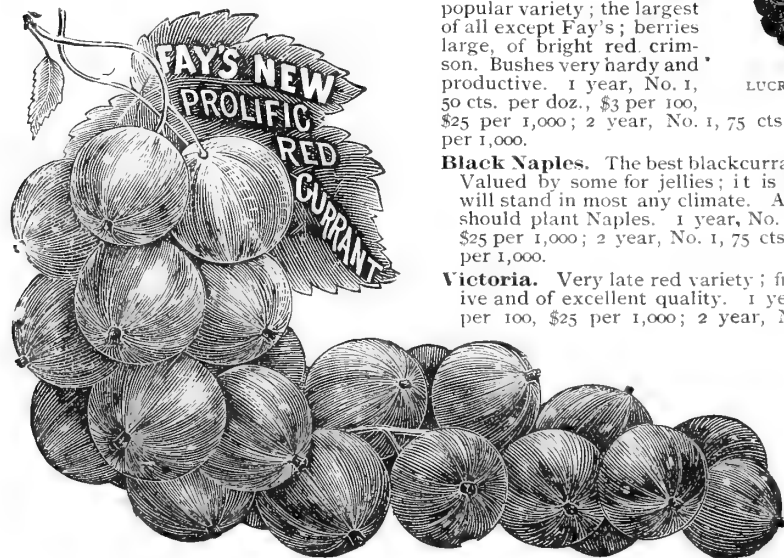 FAY'S NEW
PROLIFIC
RED
CURRANT
popular variety; the largest
of all except Fay's; berries
large, of bright red crim-
son. Bushes very hardy and
productive. 1 year, No. 1,
50 cts. per doz., $3 per 100,
$25 per 1,000; 2 year, No. 1, 75 cts
per 1,000.
LUCR
Black Naples. The best blackcurra
Valued by some for jellies; it is
will stand in most any climate. A
should plant Naples. 1 year, No.
$25 per 1,000; 2 year, No. 1, 75 cts
per 1,000.
Victoria. Very late red variety; fr
ive and of excellent quality. 1 ye
per 100, $25 per 1,000; 2 year, N